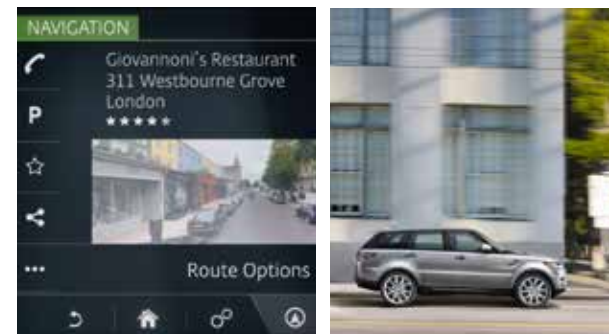 NAVIGATION
Giovannoni's Restaurant
311 Westbourne Grove
London
P
Route Options